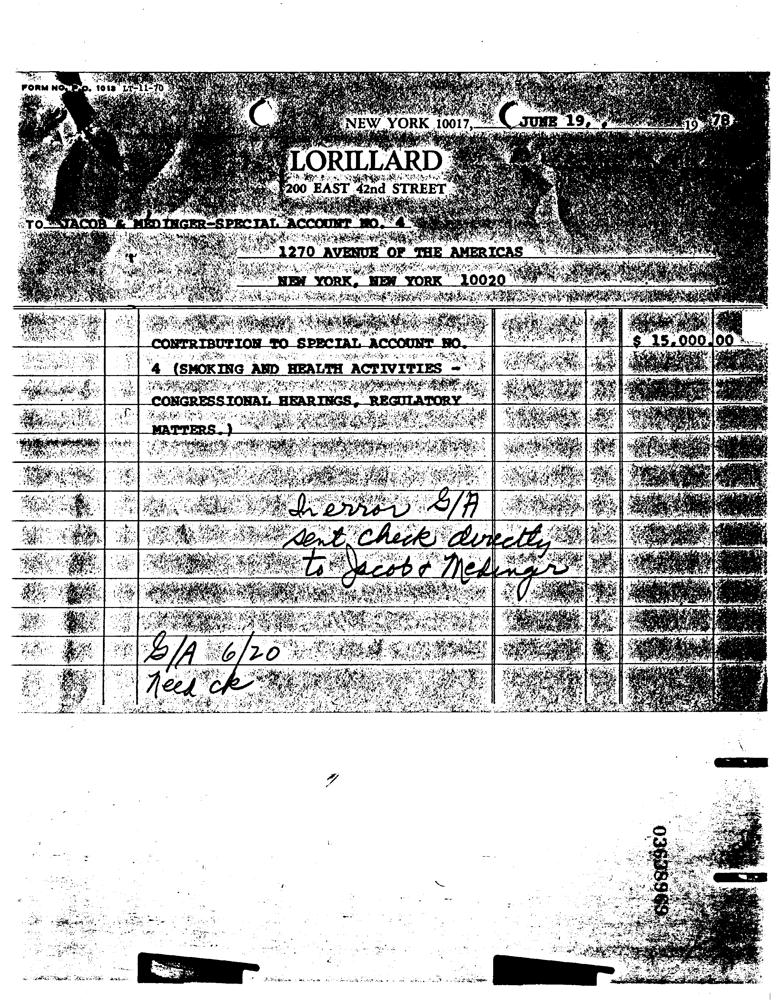 FORM NO. P.O. 1018 LT-11-70
NEW YORK 10017, JUNE 19, 19 78
LORILLARD
200 EAST 42nd STREET
TO JACOB & MEDINGER-SPECIAL ACCOUNT NO. 4
1270 AVENUE OF THE AMERICAS
NEW YORK, NEW YORK 10020
CONTRIBUTION TO SPECIAL ACCOUNT NO. $ 15,000.00
4 (SMOKING AND HEALTH ACTIVITIES -
CONGRESSIONAL HEARINGS, REGULATORY
MATTERS.)
In error G/A
sent check directly
to Jacob & Medinger
G/A 6/20
need ck
03638969